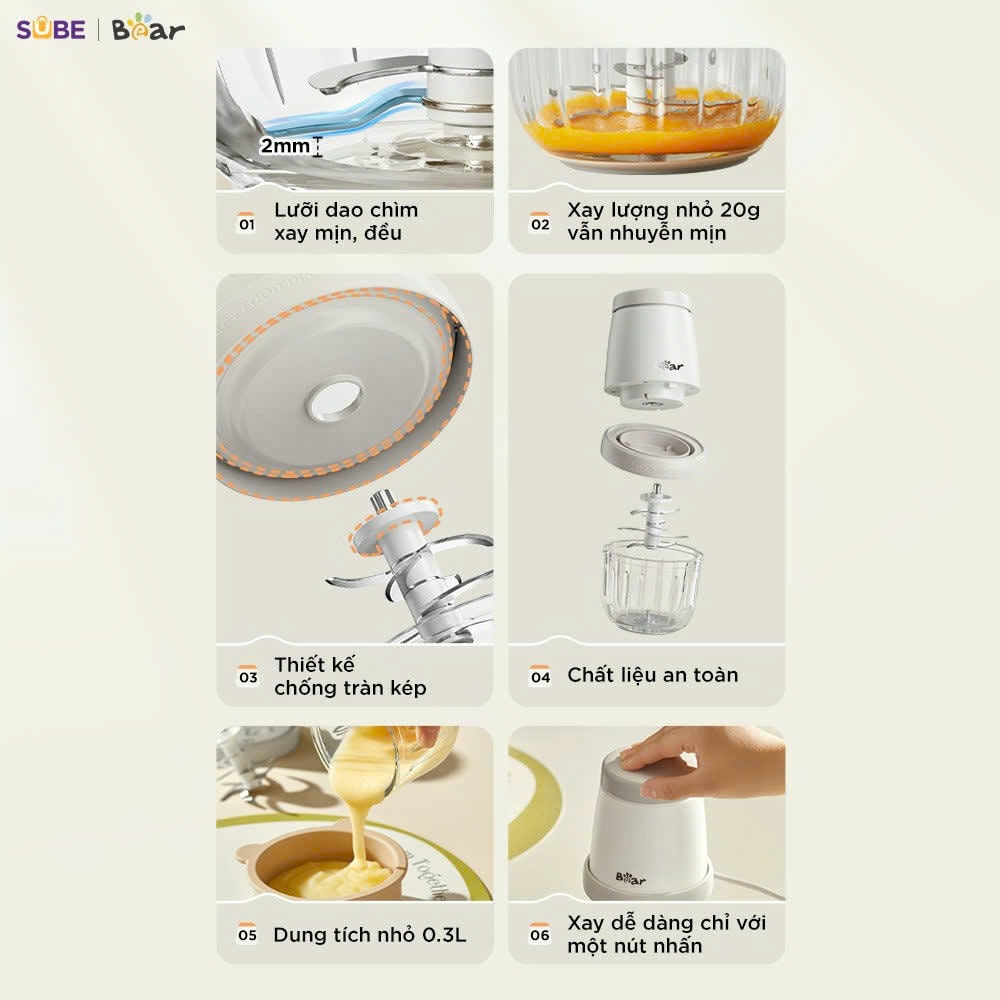 SUBE | Bear
2mm
01 Lưỡi dao chìm
xay mịn, đều
02 Xay lượng nhỏ 20g
vẫn nhuyễn mịn
Bear
03 Thiết kế
chống tràn kép
04 Chất liệu an toàn
Together
05 Dung tích nhỏ 0.3L
Bear
06 Xay dễ dàng chỉ với
một nút nhấn